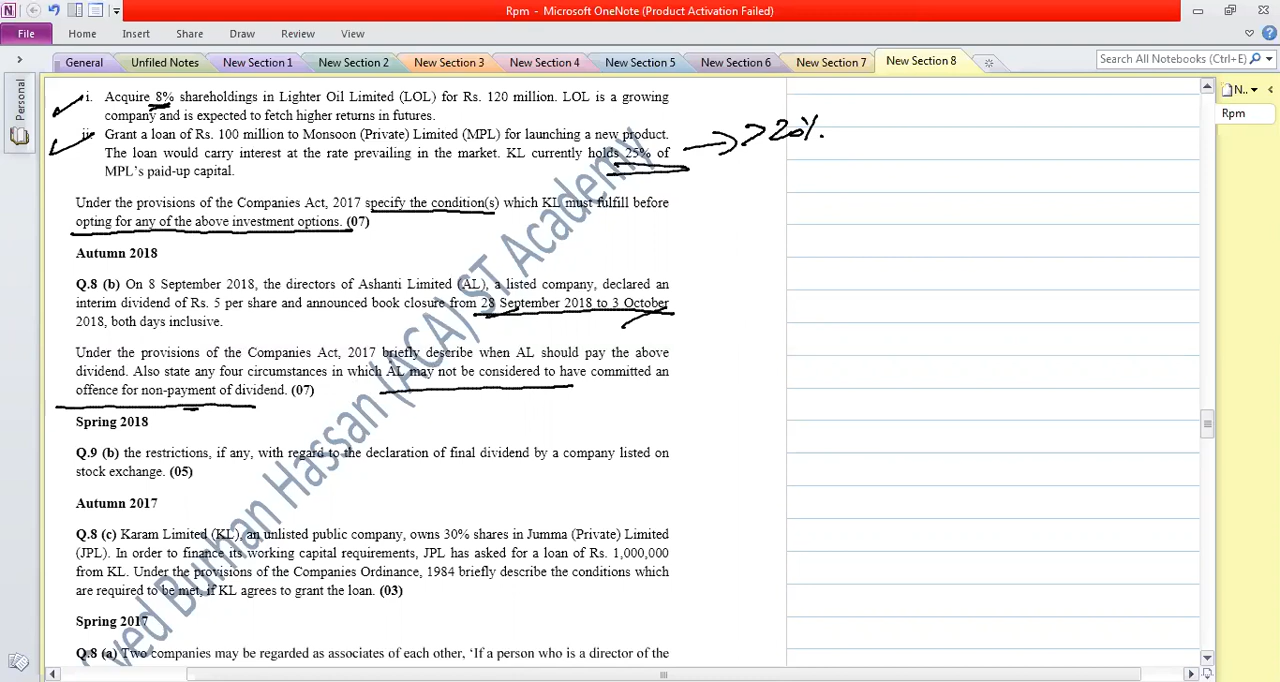 Rpm - Microsoft OneNote (Product Activation Failed)
File Home Insert Share Draw Review View
General Unfiled Notes New Section 1 New Section 2 New Section 3 New Section 4 New Section 5 New Section 6 New Section 7 New Section 8
Search All Notebooks (Ctrl+E)
Personal
N..
Rpm
i. Acquire 8% shareholdings in Lighter Oil Limited (LOL) for Rs. 120 million. LOL is a growing
company and is expected to fetch higher returns in futures.
ii. Grant a loan of Rs. 100 million to Monsoon (Private) Limited (MPL) for launching a new product.
The loan would carry interest at the rate prevailing in the market. KL currently holds 25% of
MPL's paid-up capital.
> 20%.
Under the provisions of the Companies Act, 2017 specify the condition(s) which KL must fulfill before
opting for any of the above investment options. (07)
Autumn 2018
Q.8 (b) On 8 September 2018, the directors of Ashanti Limited (AL), a listed company, declared an
interim dividend of Rs. 5 per share and announced book closure from 28 September 2018 to 3 October
2018, both days inclusive.
Under the provisions of the Companies Act, 2017 briefly describe when AL should pay the above
dividend. Also state any four circumstances in which AL may not be considered to have committed an
offence for non-payment of dividend. (07)
Spring 2018
Q.9 (b) the restrictions, if any, with regard to the declaration of final dividend by a company listed on
stock exchange. (05)
Autumn 2017
Q.8 (c) Karam Limited (KL), an unlisted public company, owns 30% shares in Jumma (Private) Limited
(JPL). In order to finance its working capital requirements, JPL has asked for a loan of Rs. 1,000,000
from KL. Under the provisions of the Companies Ordinance, 1984 briefly describe the conditions which
are required to be met, if KL agrees to grant the loan. (03)
Spring 2017
Q.8 (a) Two companies may be regarded as associates of each other, 'If a person who is a director of the
Burhan Hassan (ACA) ST Academy